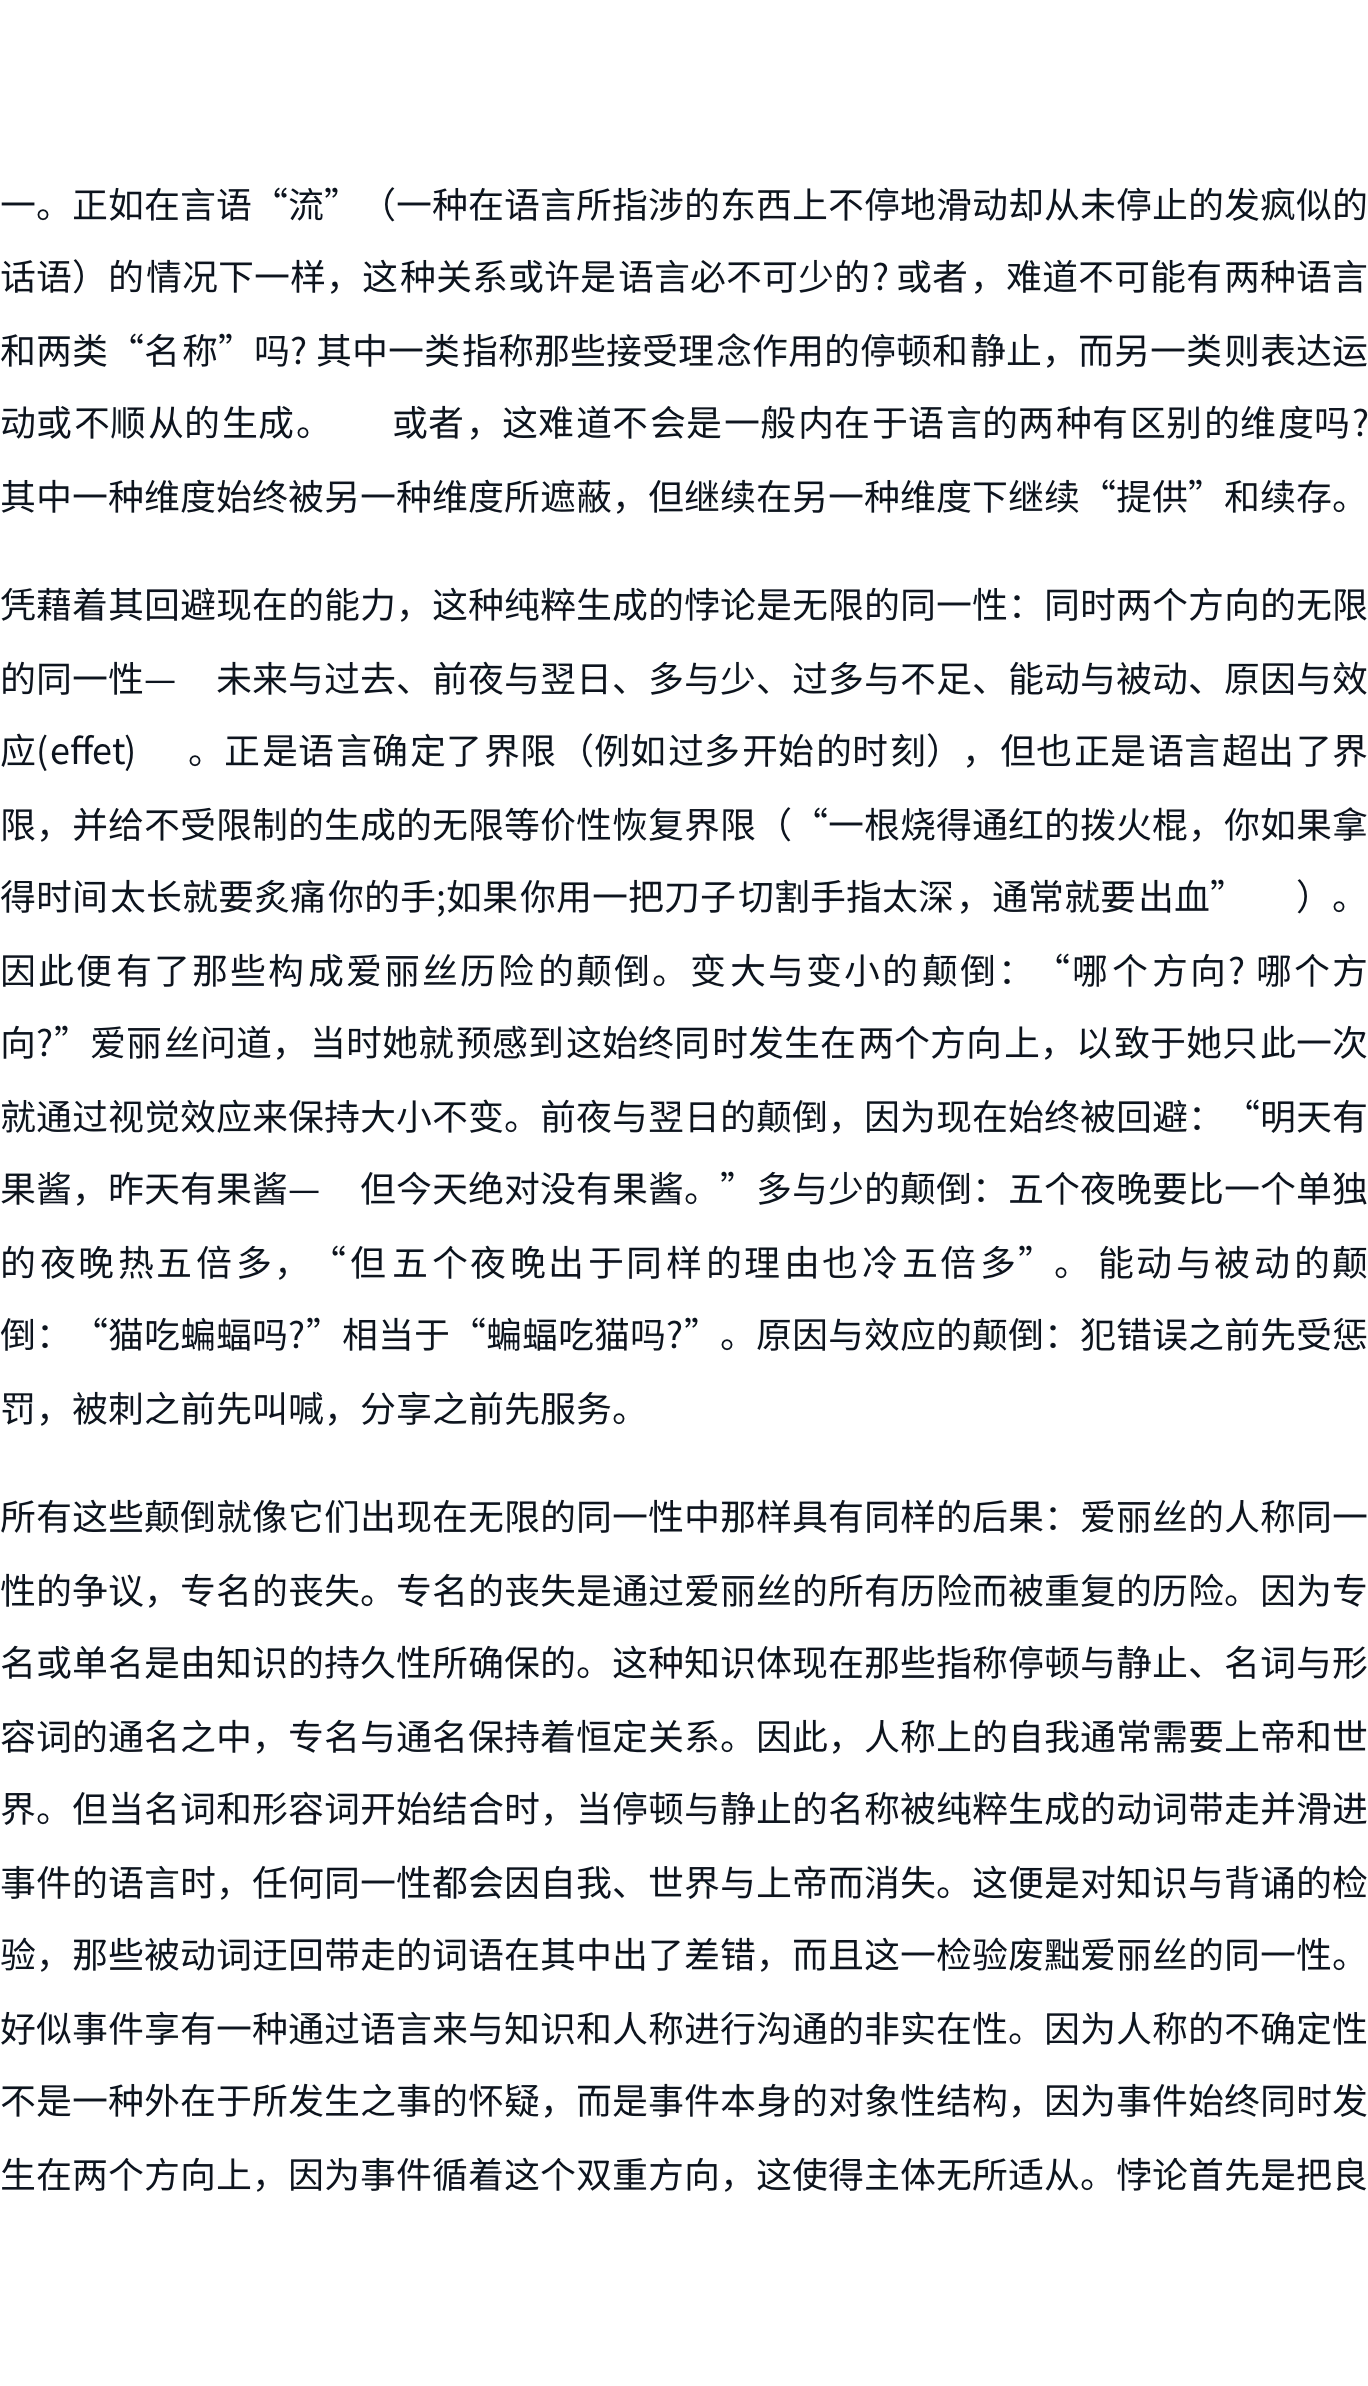 一。正如在言语“流”（一种在语言所指涉的东西上不停地滑动却从未停止的发疯似的
话语）的情况下一样，这种关系或许是语言必不可少的? 或者，难道不可能有两种语言
和两类“名称”吗? 其中一类指称那些接受理念作用的停顿和静止，而另一类则表达运
动或不顺从的生成。 或者，这难道不会是一般内在于语言的两种有区别的维度吗?
其中一种维度始终被另一种维度所遮蔽，但继续在另一种维度下继续“提供”和续存。
凭藉着其回避现在的能力，这种纯粹生成的悖论是无限的同一性：同时两个方向的无限
的同一性— 未来与过去、前夜与翌日、多与少、过多与不足、能动与被动、原因与效
应(effet) 。正是语言确定了界限（例如过多开始的时刻），但也正是语言超出了界
限，并给不受限制的生成的无限等价性恢复界限（“一根烧得通红的拨火棍，你如果拿
得时间太长就要炙痛你的手;如果你用一把刀子切割手指太深，通常就要出血” ）。
因此便有了那些构成爱丽丝历险的颠倒。变大与变小的颠倒：“哪个方向? 哪个方
向?”爱丽丝问道，当时她就预感到这始终同时发生在两个方向上，以致于她只此一次
就通过视觉效应来保持大小不变。前夜与翌日的颠倒，因为现在始终被回避：“明天有
果酱，昨天有果酱— 但今天绝对没有果酱。”多与少的颠倒：五个夜晚要比一个单独
的夜晚热五倍多，“但五个夜晚出于同样的理由也冷五倍多”。能动与被动的颠
倒：“猫吃蝙蝠吗?”相当于“蝙蝠吃猫吗?”。原因与效应的颠倒：犯错误之前先受惩
罚，被刺之前先叫喊，分享之前先服务。
所有这些颠倒就像它们出现在无限的同一性中那样具有同样的后果：爱丽丝的人称同一
性的争议，专名的丧失。专名的丧失是通过爱丽丝的所有历险而被重复的历险。因为专
名或单名是由知识的持久性所确保的。这种知识体现在那些指称停顿与静止、名词与形
容词的通名之中，专名与通名保持着恒定关系。因此，人称上的自我通常需要上帝和世
界。但当名词和形容词开始结合时，当停顿与静止的名称被纯粹生成的动词带走并滑进
事件的语言时，任何同一性都会因自我、世界与上帝而消失。这便是对知识与背诵的检
验，那些被动词迂回带走的词语在其中出了差错，而且这一检验废黜爱丽丝的同一性。
好似事件享有一种通过语言来与知识和人称进行沟通的非实在性。因为人称的不确定性
不是一种外在于所发生之事的怀疑，而是事件本身的对象性结构，因为事件始终同时发
生在两个方向上，因为事件循着这个双重方向，这使得主体无所适从。悖论首先是把良